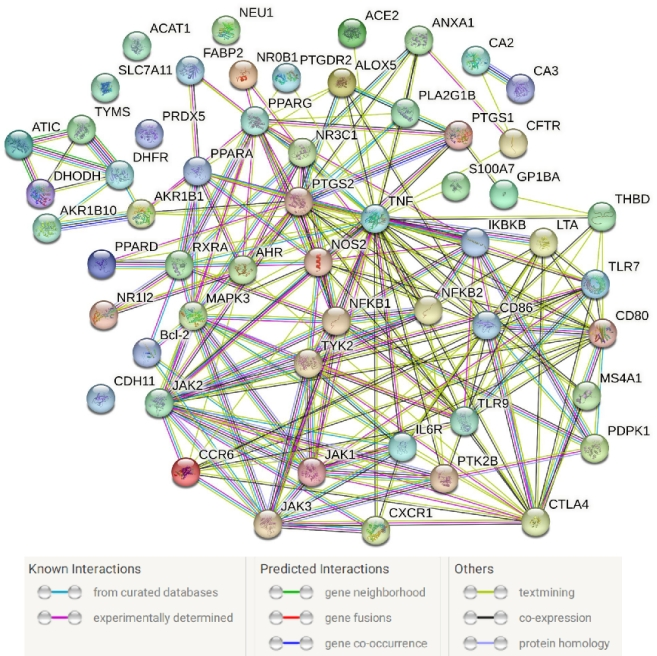 NEU1
ACE2
ANXA1
ACAT1
FABP2
NR0B1
PTGDR2
ALOX5
CA2
SLC7A11
CA3
TYMS
PPARG
PLA2G1B
PTGS1
CFTR
ATIC
PRDX5
NR3C1
DHFR
PPARA
S100A7
GP1BA
DHODH
PTGS2
TNF
THBD
AKR1B10
AKR1B1
IKBKB
LTA
PPARD
RXRA
AHR
NOS2
TLR7
NR1I2
MAPK3
NFKB1
NFKB2
CD86
CD80
Bcl-2
TYK2
MS4A1
CDH11
JAK2
TLR9
IL6R
PDPK1
CCR6
JAK1
PTK2B
JAK3
CXCR1
CTLA4
Known Interactions
from curated databases
experimentally determined
Predicted Interactions
gene neighborhood
gene fusions
gene co-occurrence
Others
textmining
co-expression
protein homology